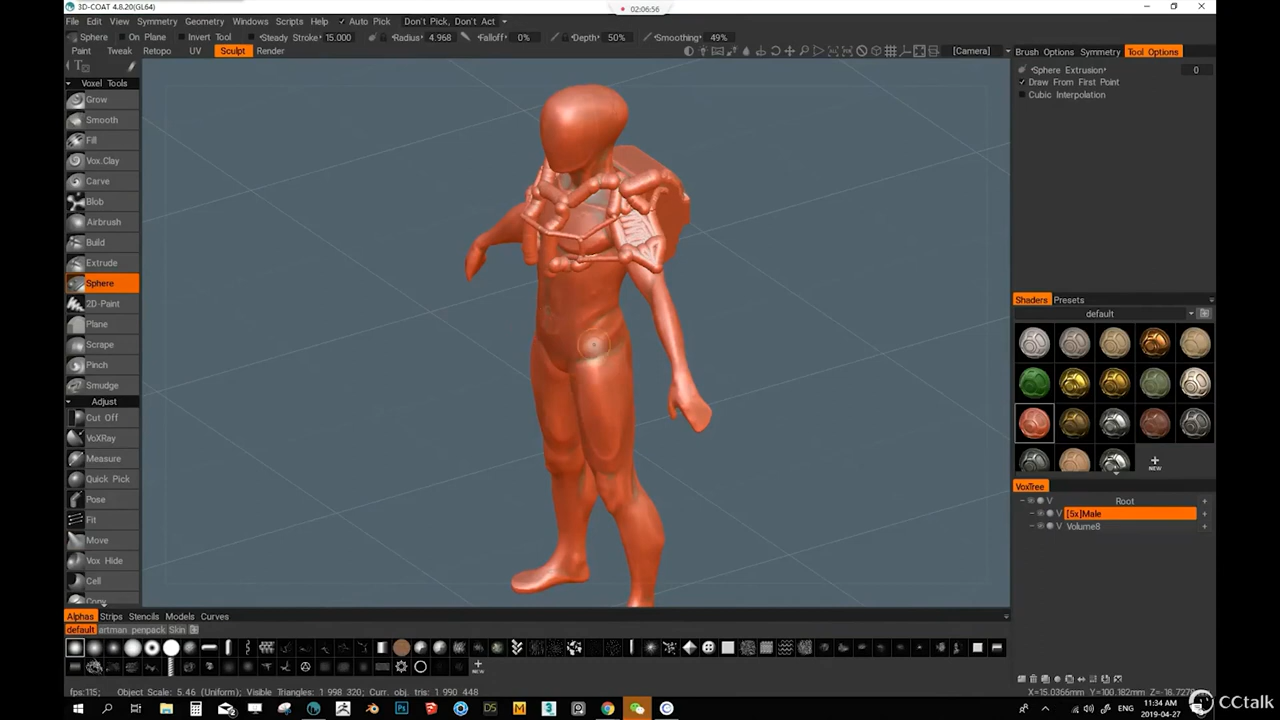 3D-COAT 4.8.20(GL64)
02:06:56
File Edit View Symmetry Geometry Windows Scripts Help Auto Pick Don't Pick, Don't Act
Sphere On Plane Invert Tool Steady Stroke 15.000 Radius 4.968 Falloff 0% Depth 50% Smoothing 49%
Paint Tweak Retopo UV Sculpt Render
[Camera]
Brush Options Symmetry Tool Options
Sphere Extrusion 0
Draw From First Point
Cubic Interpolation
Voxel Tools
Grow
Smooth
Fill
Vox.Clay
Carve
Blob
Airbrush
Build
Extrude
Sphere
2D-Paint
Plane
Scrape
Pinch
Smudge
Adjust
Cut Off
VoXRay
Measure
Quick Pick
Pose
Fit
Move
Vox Hide
Cell
Copy
Shaders Presets
default
NEW
VoxTree
V Root
V [5x]Male
V Volume8
Alphas Strips Stencils Models Curves
default artman penpack Skin
NEW
fps:115; Object Scale: 5.46 (Uniform); Visible Triangles: 1 998 320; Curr. obj. tris: 1 990 448
11:34 AM
2019-04-27
ENG
CCtalk